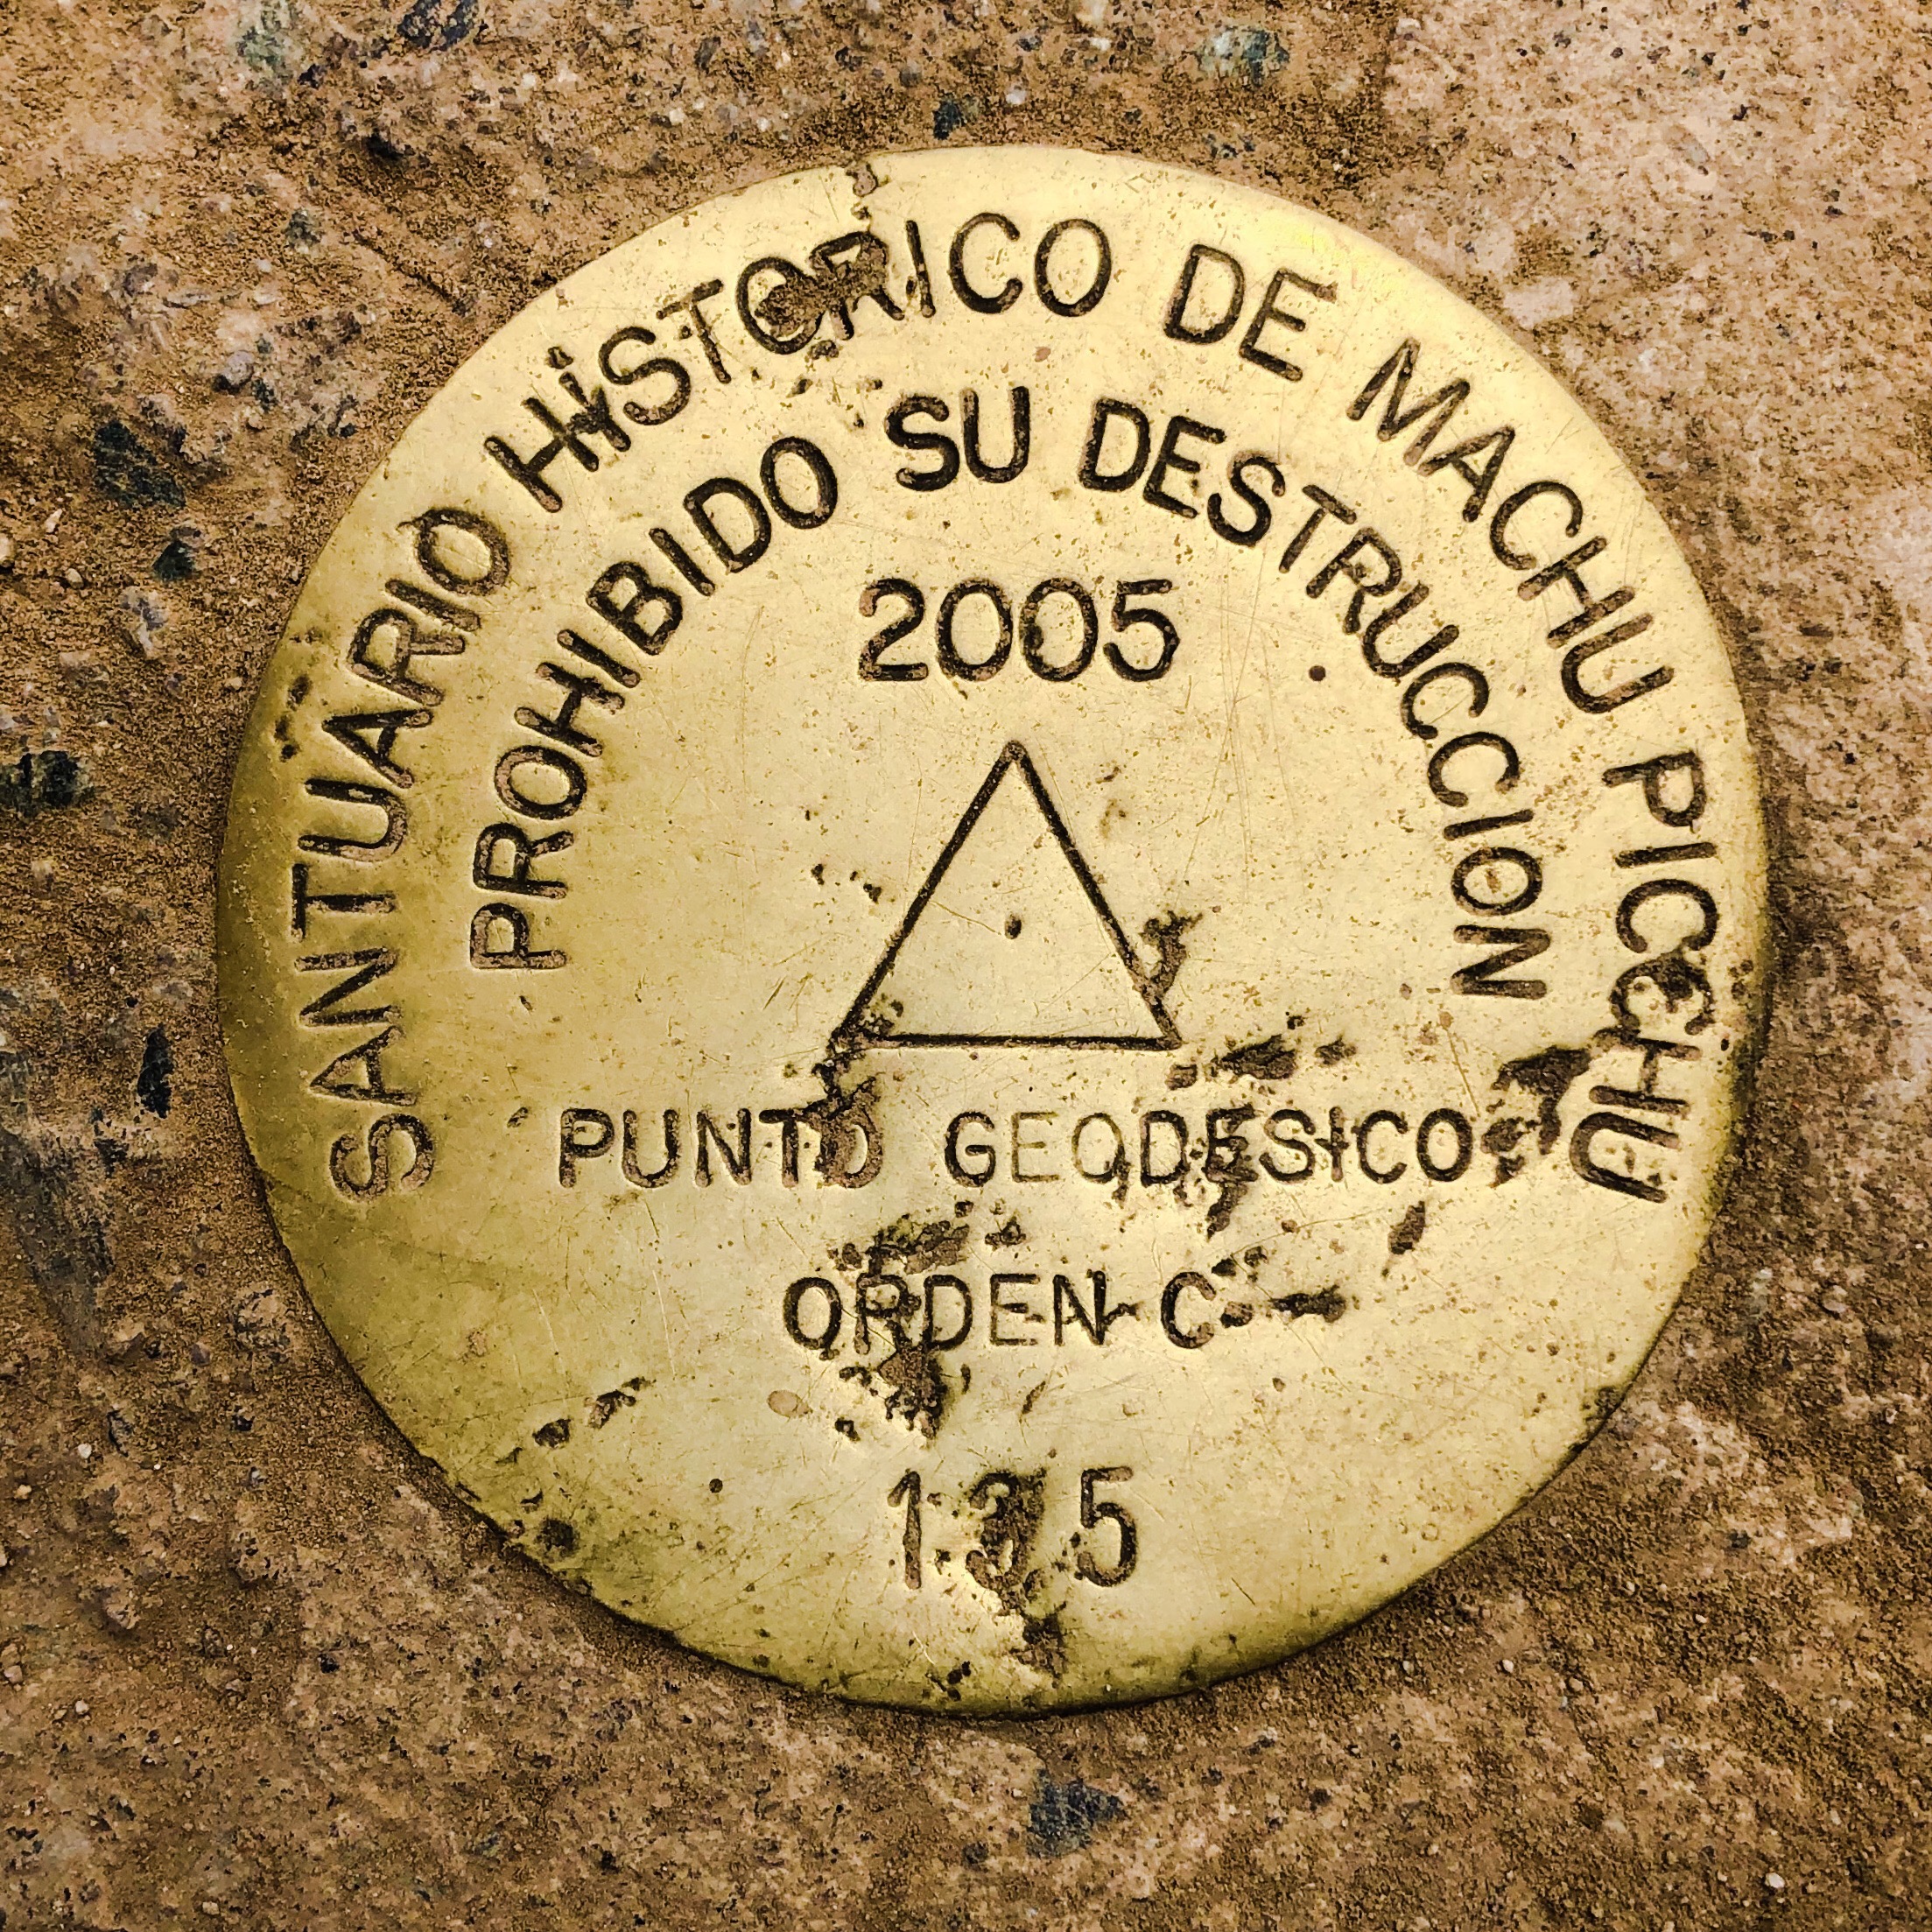 SANTUARIO HISTORICO DE MACHU PICCHU
PROHIBIDO SU DESTRUCCION
2005
PUNTO GEODESICO
ORDEN C
135